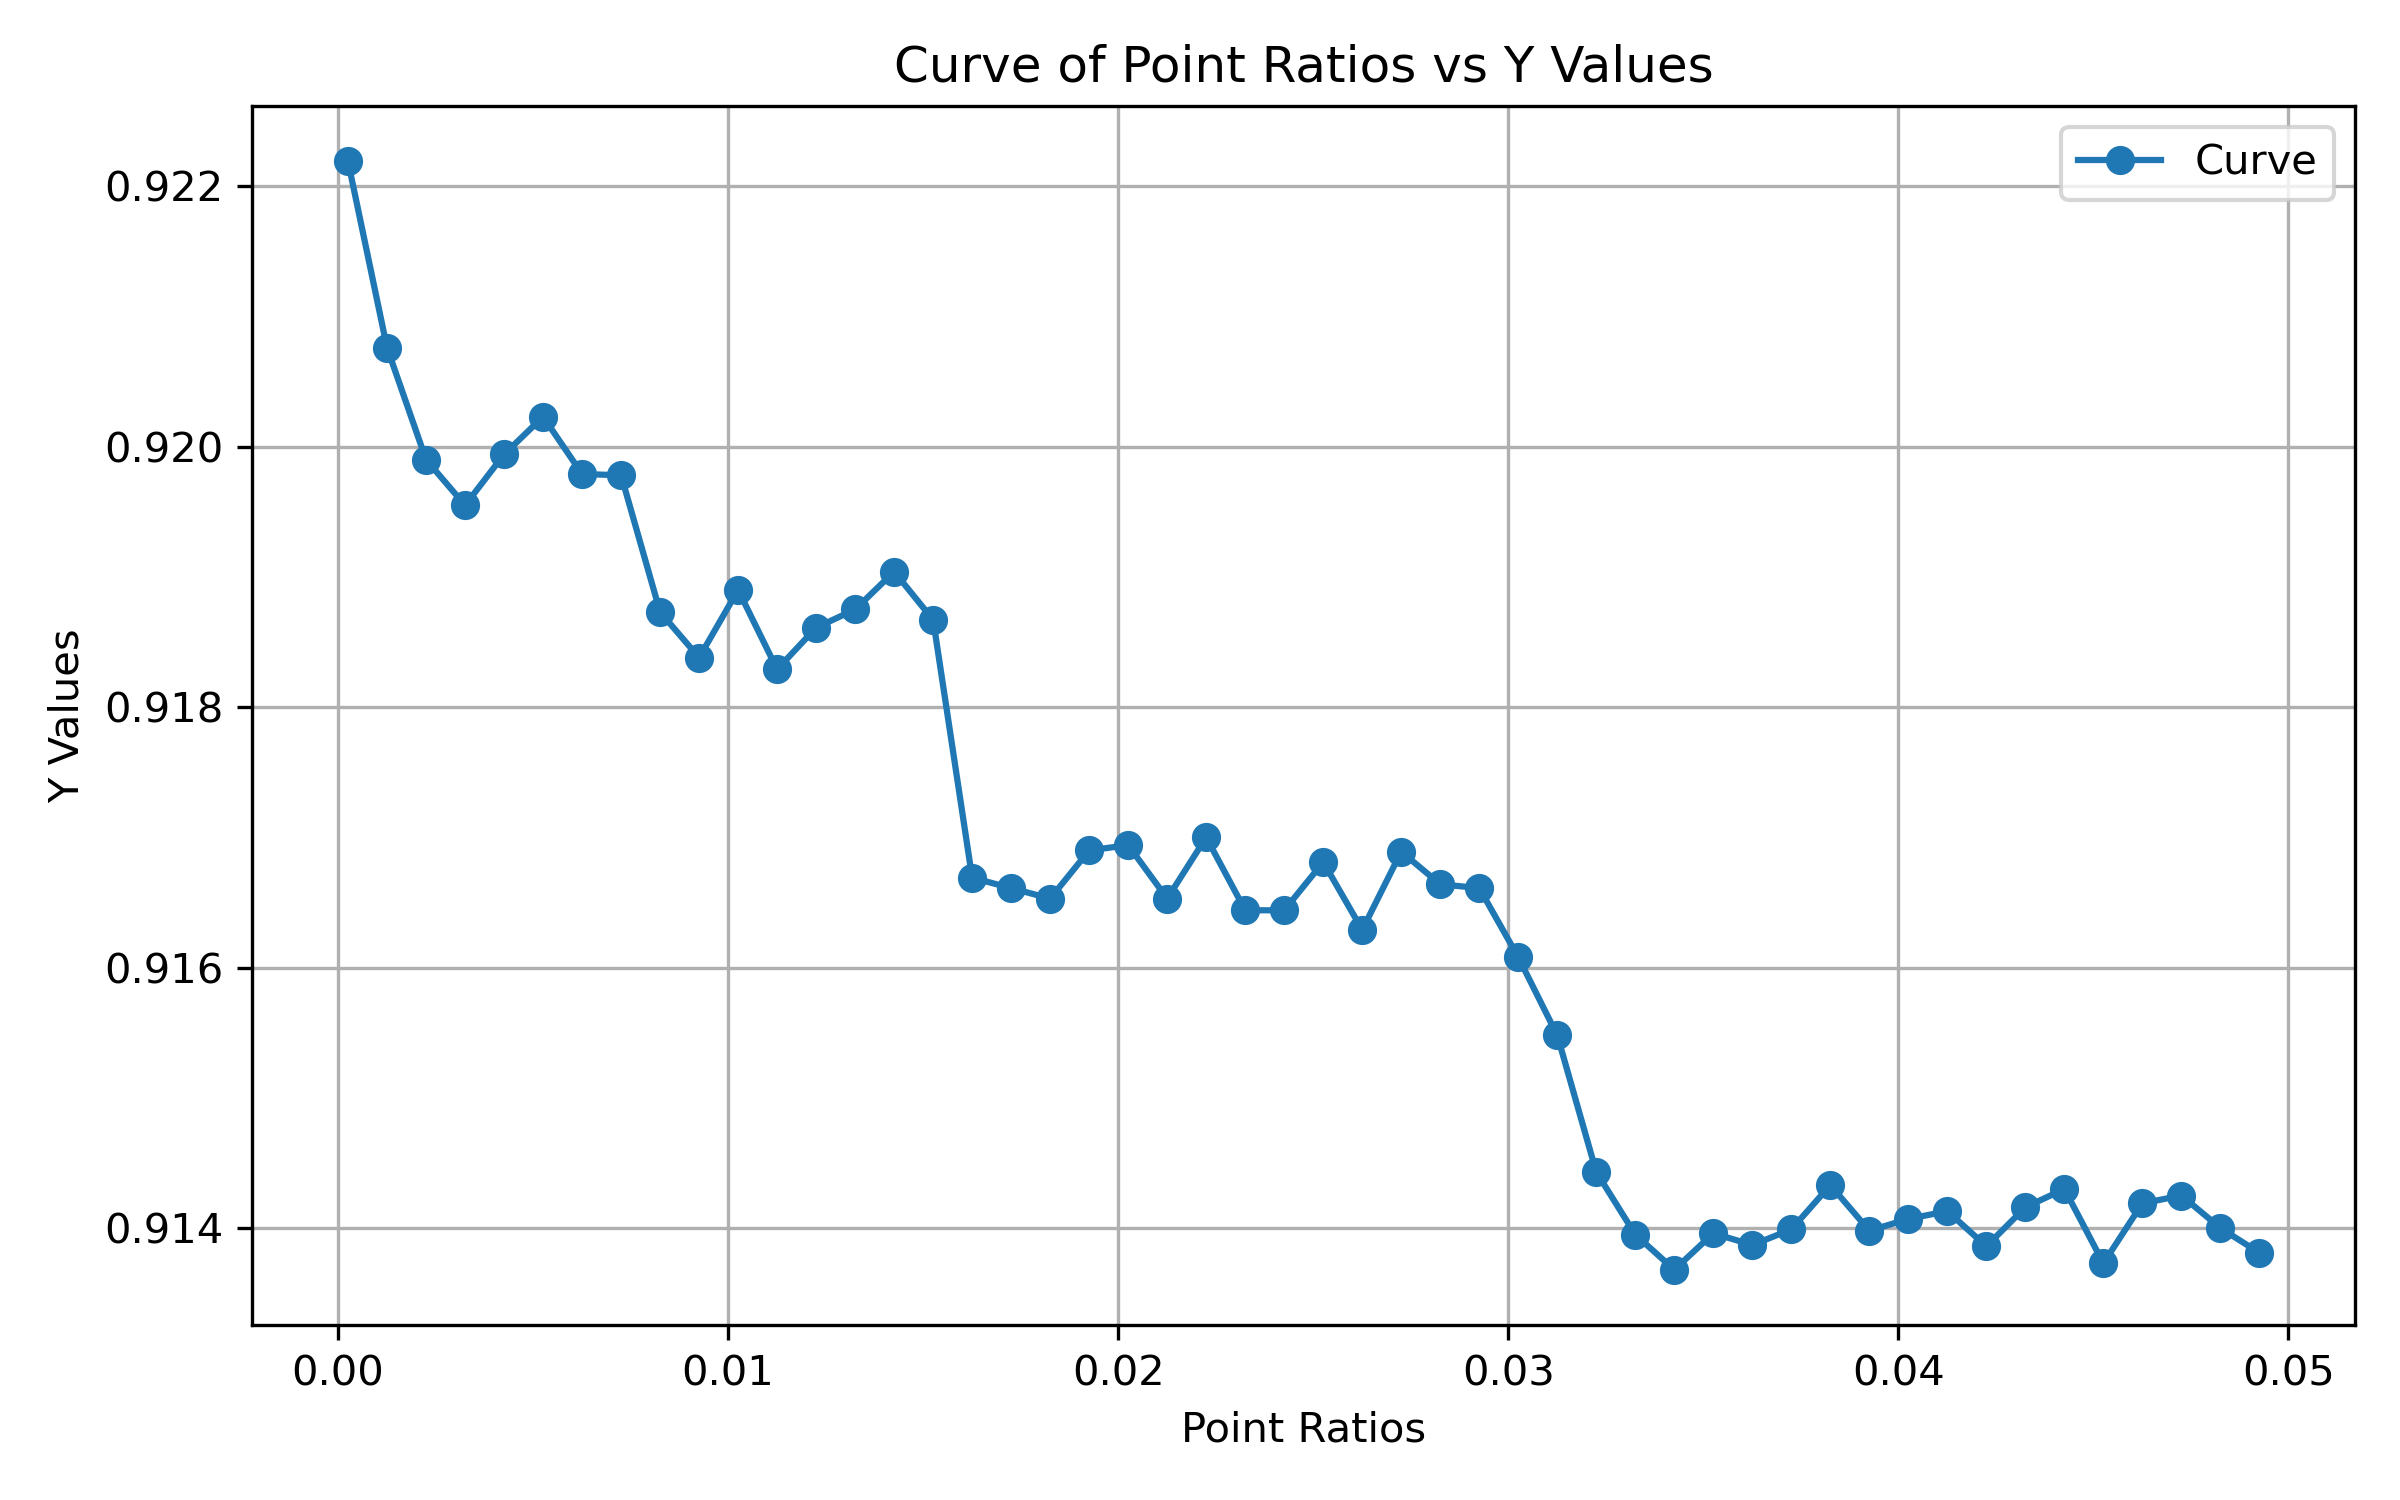 Curve of Point Ratios vs Y Values
Curve
0.922
0.920
0.918
0.916
0.914
Y Values
0.00
0.01
0.02
0.03
0.04
0.05
Point Ratios